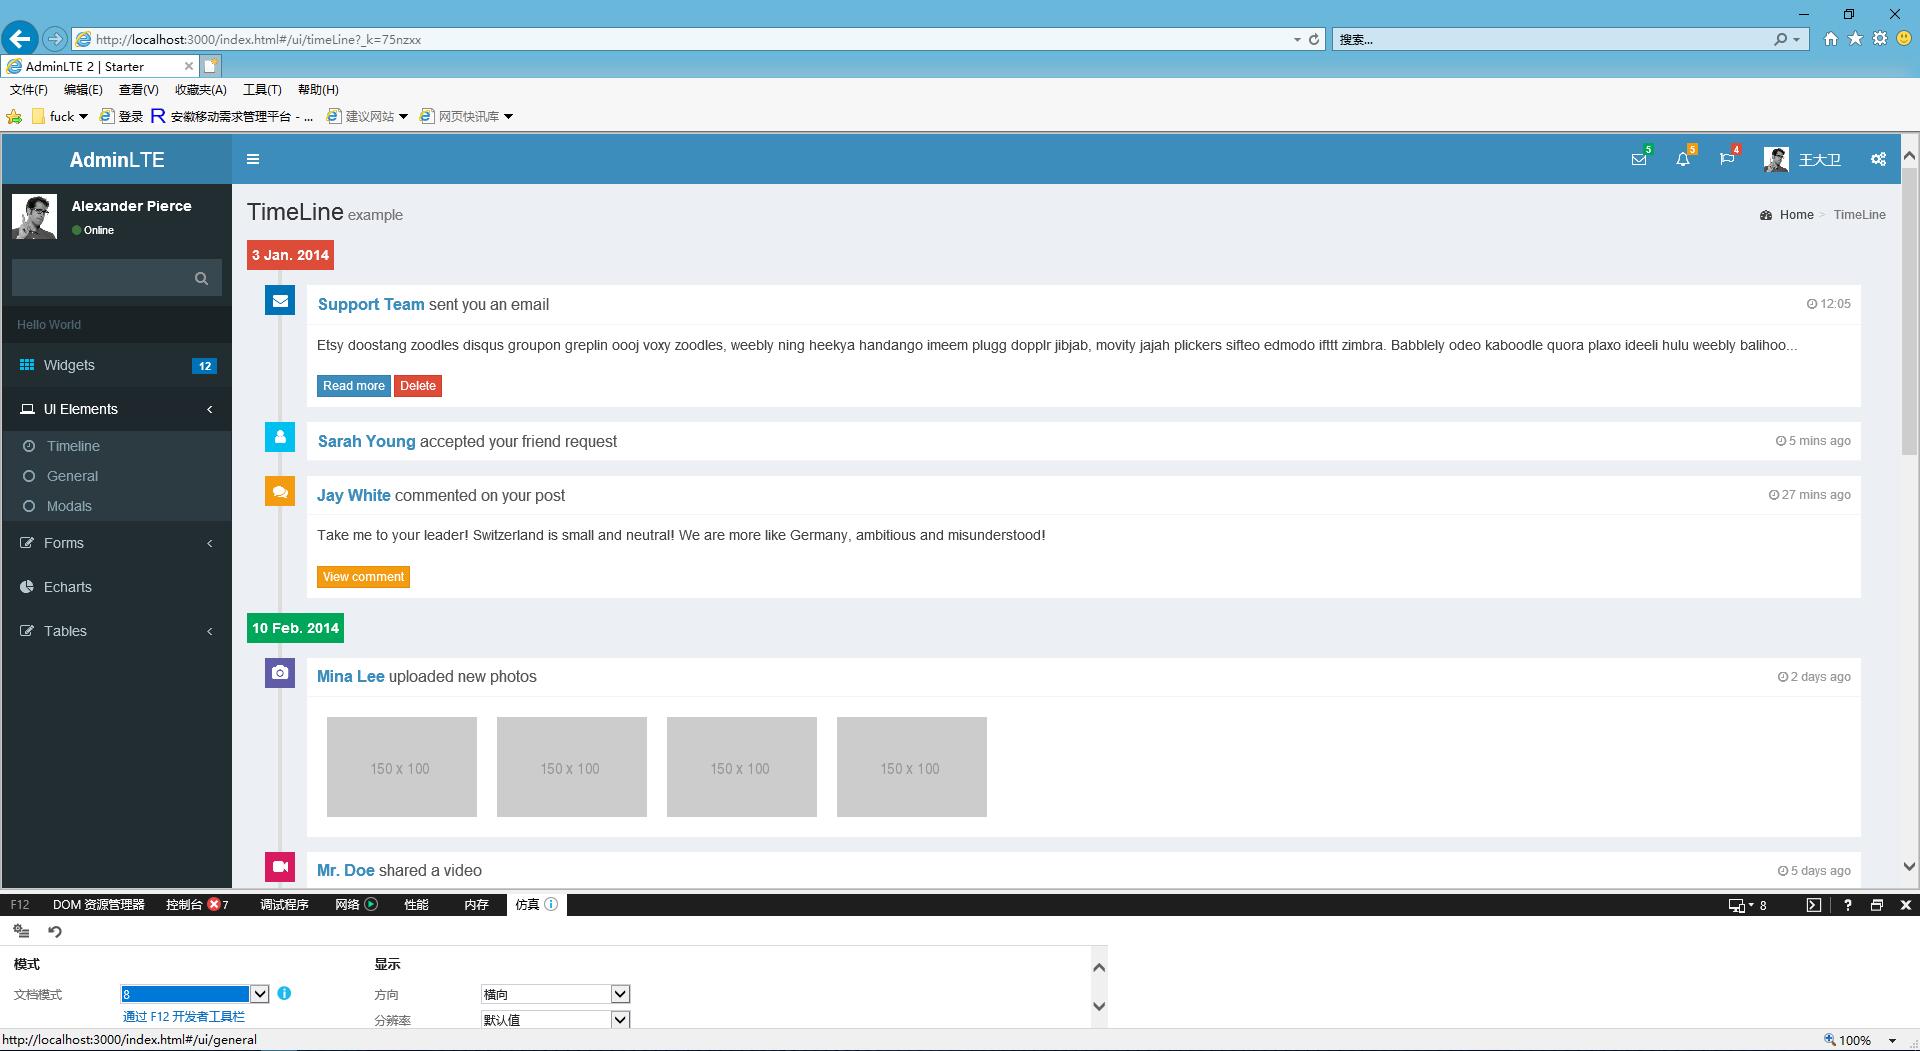 http://localhost:3000/index.html#/ui/timeLine?_k=75nzxx
搜索...
AdminLTE 2 | Starter
文件(F) 编辑(E) 查看(V) 收藏夹(A) 工具(T) 帮助(H)
fuck 登录 R 安徽移动需求管理平台 - ... 建议网站 网页快讯库
AdminLTE
5 5 4 王大卫
Alexander Pierce
Online
Hello World
Widgets 12
UI Elements
Timeline
General
Modals
Forms
Echarts
Tables
TimeLine example
Home > TimeLine
3 Jan. 2014
Support Team sent you an email 12:05
Etsy doostang zoodles disqus groupon greplin oooj voxy zoodles, weebly ning heekya handango imeem plugg dopplr jibjab, movity jajah plickers sifteo edmodo ifttt zimbra. Babblely odeo kaboodle quora plaxo ideeli hulu weebly balihoo...
Read more Delete
Sarah Young accepted your friend request 5 mins ago
Jay White commented on your post 27 mins ago
Take me to your leader! Switzerland is small and neutral! We are more like Germany, ambitious and misunderstood!
View comment
10 Feb. 2014
Mina Lee uploaded new photos 2 days ago
150 x 100 150 x 100 150 x 100 150 x 100
Mr. Doe shared a video 5 days ago
F12 DOM 资源管理器 控制台 7 调试程序 网络 性能 内存 仿真 8 ?
模式 显示
文档模式 8 方向 横向
通过 F12 开发者工具栏
分辨率 默认值
http://localhost:3000/index.html#/ui/general 100%